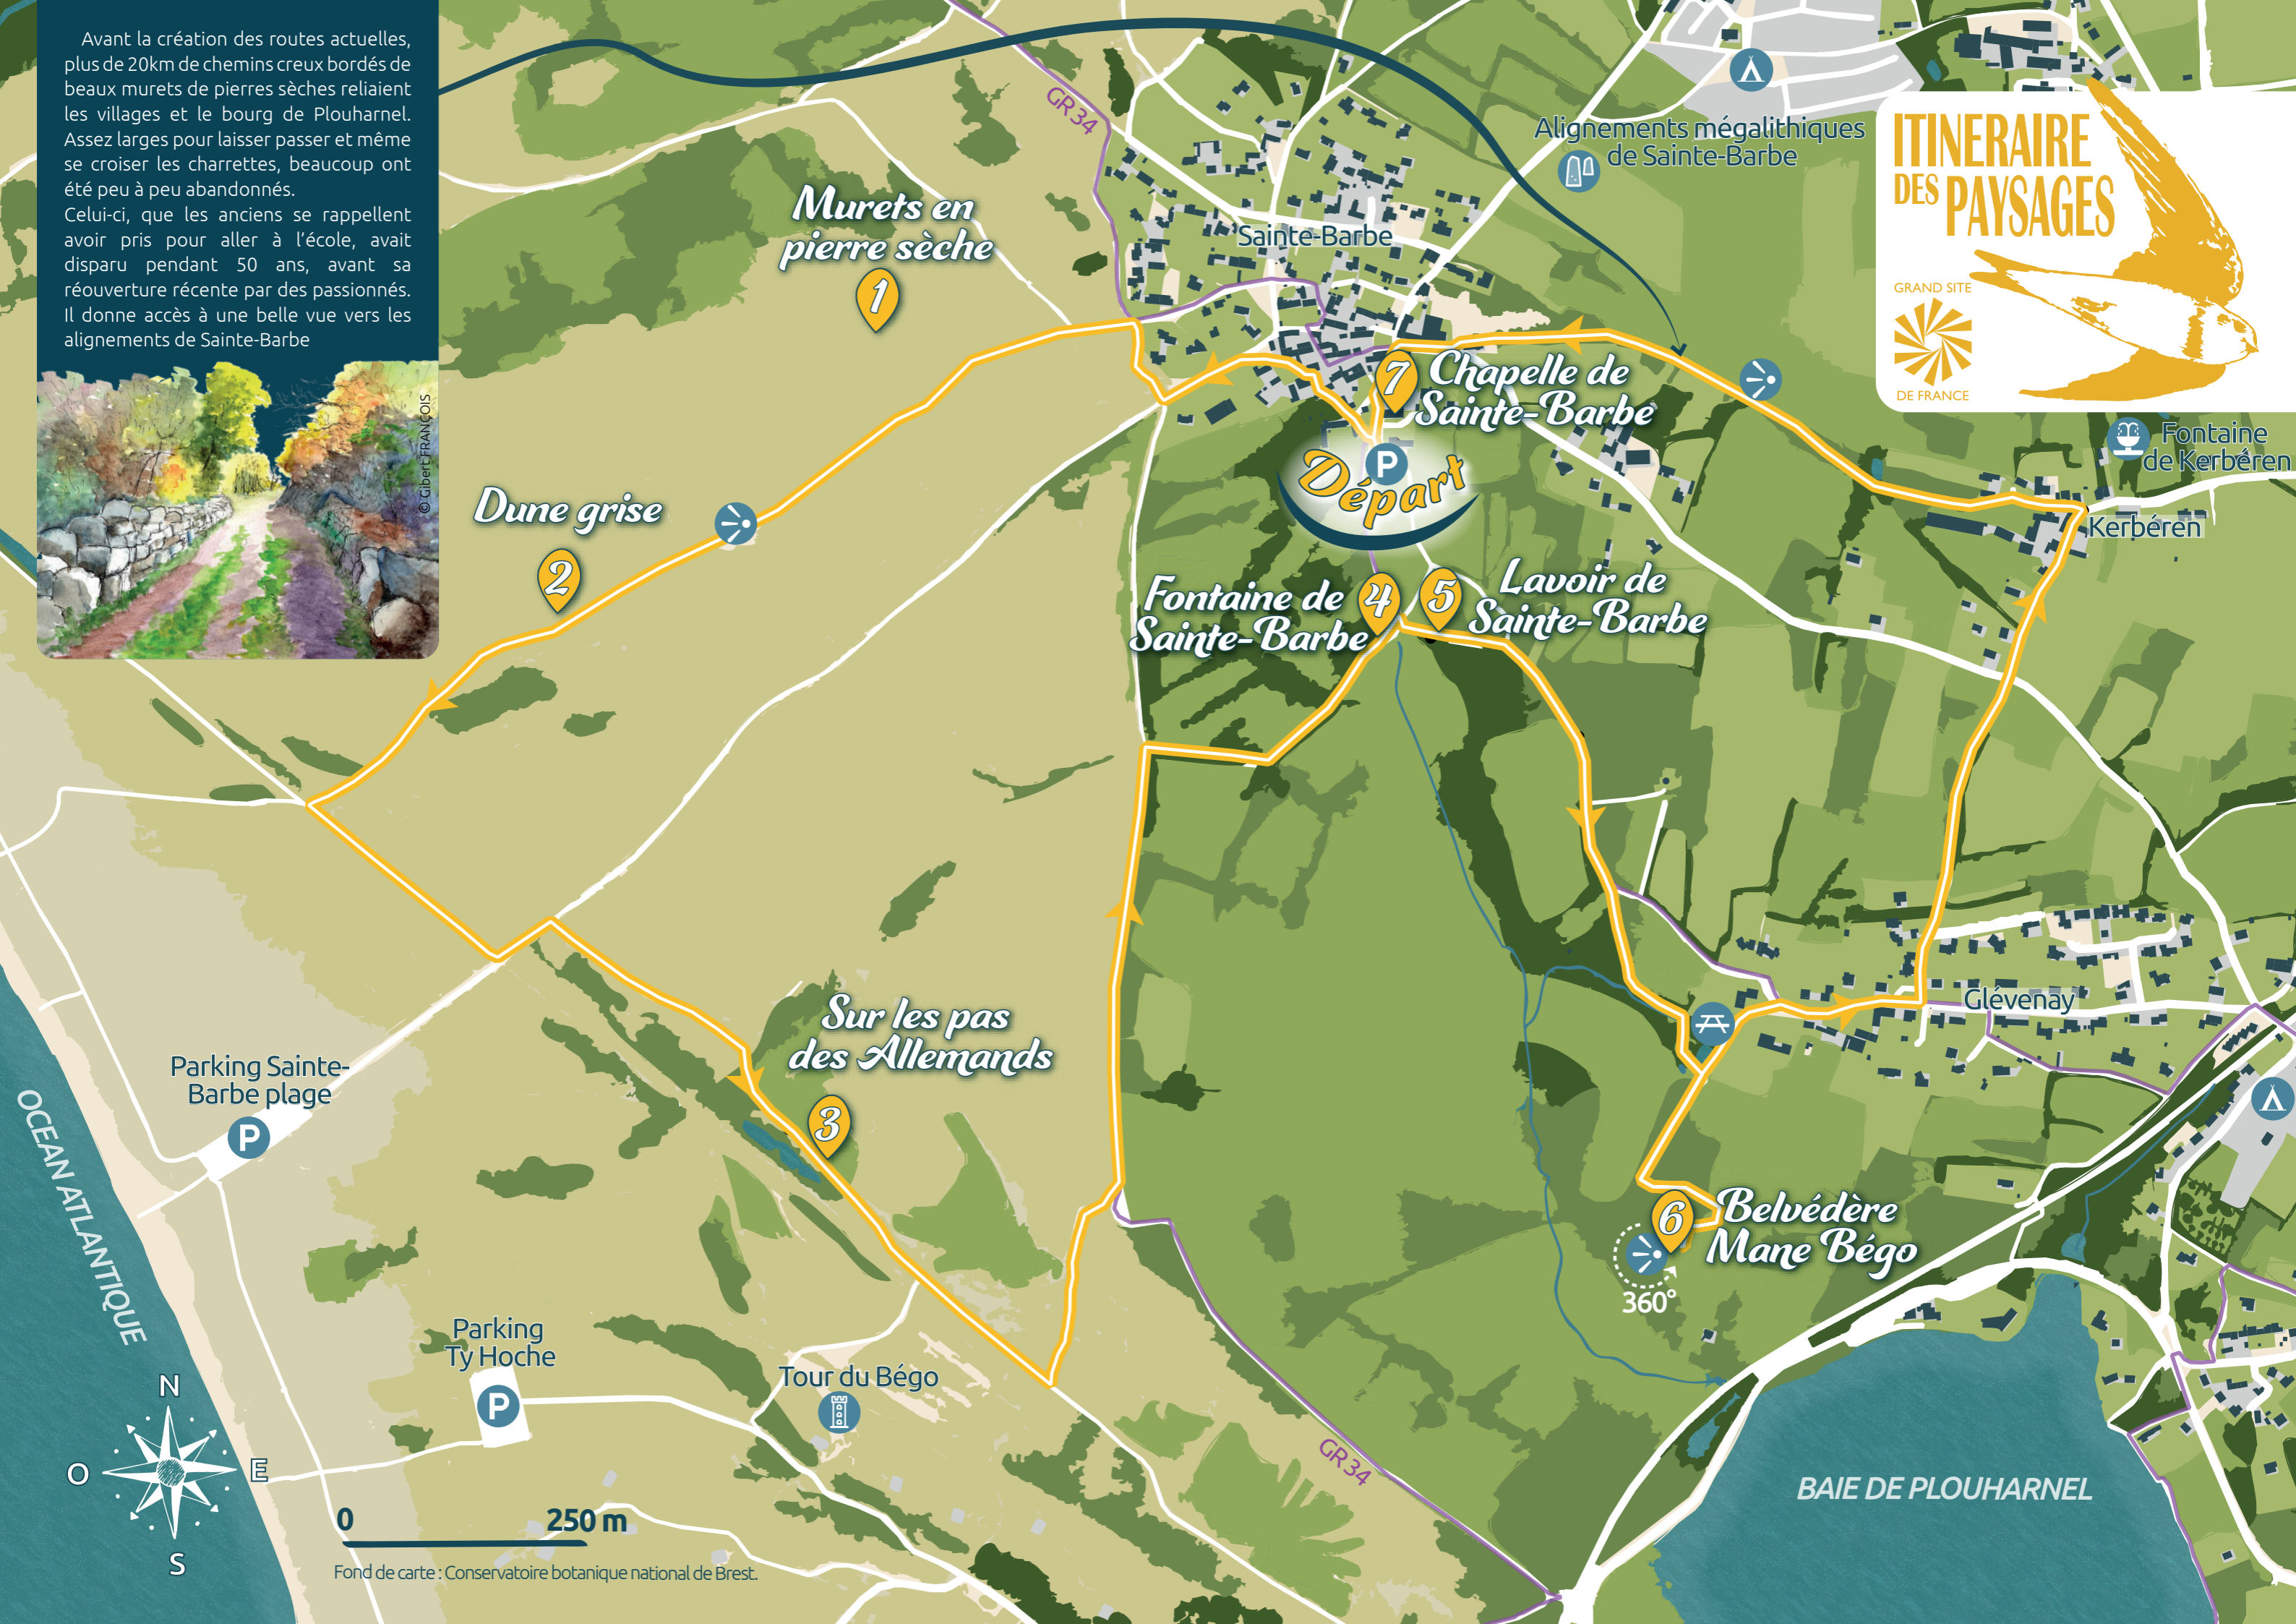 Avant la création des routes actuelles,
plus de 20km de chemins creux bordés de
beaux murets de pierres sèches reliaient
les villages et le bourg de Plouharnel.
Assez larges pour laisser passer et même
se croiser les charrettes, beaucoup ont
été peu à peu abandonnés.
Celui-ci, que les anciens se rappellent
avoir pris pour aller à l'école, avait
disparu pendant 50 ans, avant sa
réouverture récente par des passionnés.
Il donne accès à une belle vue vers les
alignements de Sainte-Barbe
© Gibert FRANÇOIS
GR 34
Alignements mégalithiques
de Sainte-Barbe
ITINERAIRE
DES PAYSAGES
GRAND SITE
DE FRANCE
Murets en
pierre sèche
1
Sainte-Barbe
7
Chapelle de
Sainte-Barbe
P
Départ
Fontaine
de Kerbéren
Kerbéren
Dune grise
2
Fontaine de
Sainte-Barbe
4
5
Lavoir de
Sainte-Barbe
Sur les pas
des Allemands
3
Glévenay
Parking Sainte-
Barbe plage
P
OCEAN ATLANTIQUE
6
Belvédère
Mane Bégo
360°
Parking
Ty Hoche
P
Tour du Bégo
GR 34
BAIE DE PLOUHARNEL
N
O
E
S
0
250 m
Fond de carte : Conservatoire botanique national de Brest.